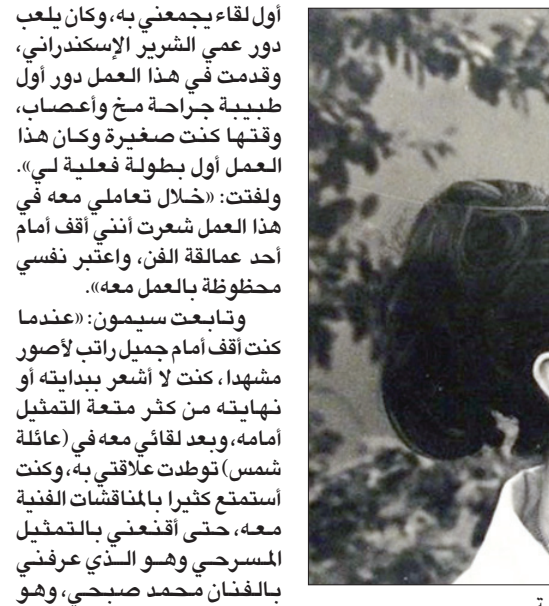 أول لقاء يجمعني به، وكان يلعب
دور عمي الشرير الإسكندراني،
وقدمت في هذا العمل دور أول
طبيبة جراحة مخ وأعصاب،
وقتها كنت صغيرة وكان هذا
العمل أول بطولة فعلية لي».
ولفتت: «خلال تعاملي معه في
هذا العمل شعرت أنني أقف أمام
أحد عمالقة الفن، واعتبر نفسي
محظوظة بالعمل معه».
وتابعت سيمون: «عندما
كنت أقف أمام جميل راتب لأصور
مشهدا، كنت لا أشعر ببدايته أو
نهايته من كثر متعة التمثيل
أمامه، وبعد لقائي معه في (عائلة
شمس) توطدت علاقتي به، وكنت
أستمتع كثيرا بالمناقشات الفنية
معه، حتى أقنعني بالتمثيل
المسرحي وهو الذي عرفني
بالفنان محمد صبحي، وهو